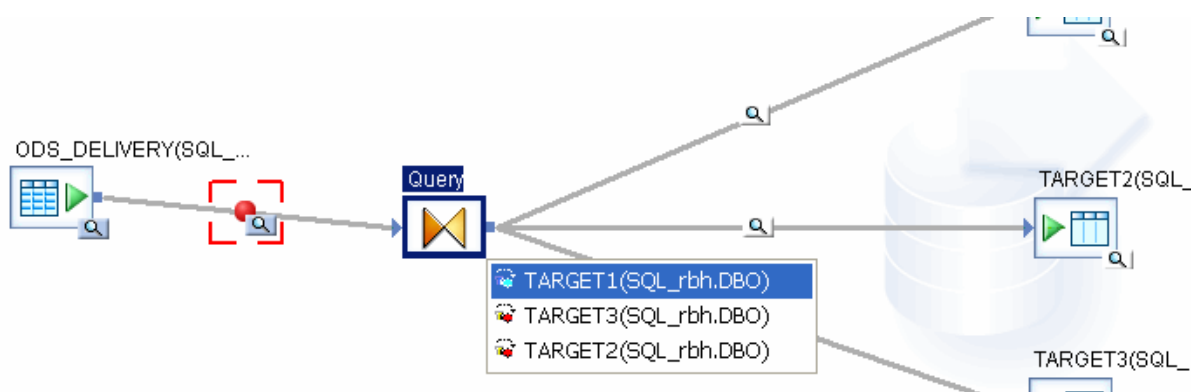 ODS_DELIVERY(SQL_...
Query
TARGET2(SQL_
TARGET1(SQL_rbh.DBO)
TARGET3(SQL_rbh.DBO)
TARGET2(SQL_rbh.DBO)
TARGET3(SQL_